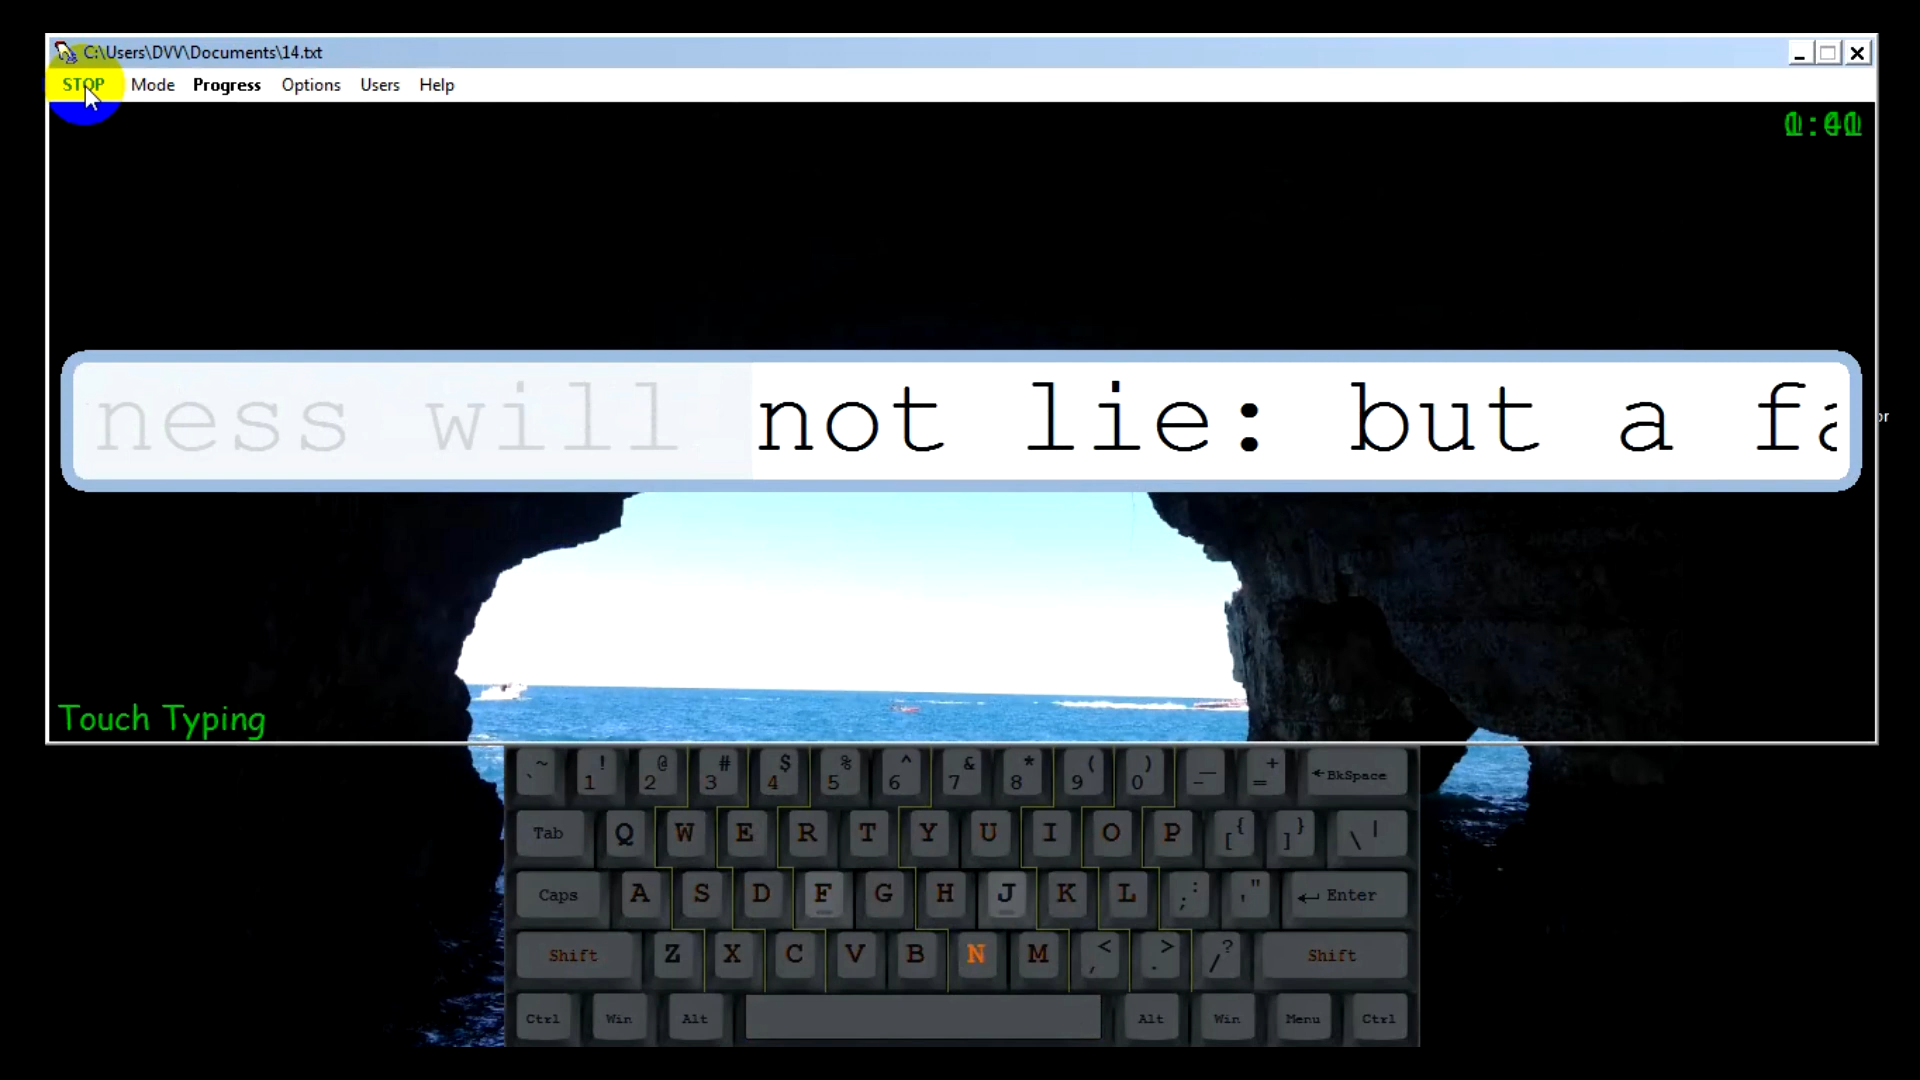 C:\Users\DVV\Documents\14.txt
STOP Mode Progress Options Users Help
ness will not lie: but a fa
or
Touch Typing
` ~ 1 ! 2 @ 3 # 4 $ 5 % 6 ^ 7 & 8 * 9 ( 0 ) - _ = + ←BkSpace
Tab Q W E R T Y U I O P [ { ] } \ |
Caps A S D F G H J K L ; : ' " ↵ Enter
Shift Z X C V B N M , < . > / ? Shift
Ctrl Win Alt Alt Win Menu Ctrl